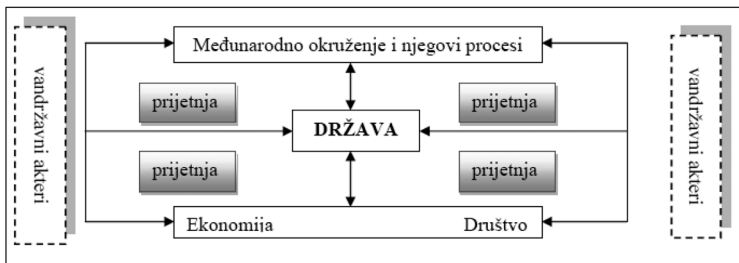 Međunarodno okruženje i njegovi procesi
vandržavni akteri
prijetnja
prijetnja
vandržavni akteri
DRŽAVA
prijetnja
prijetnja
Ekonomija Društvo